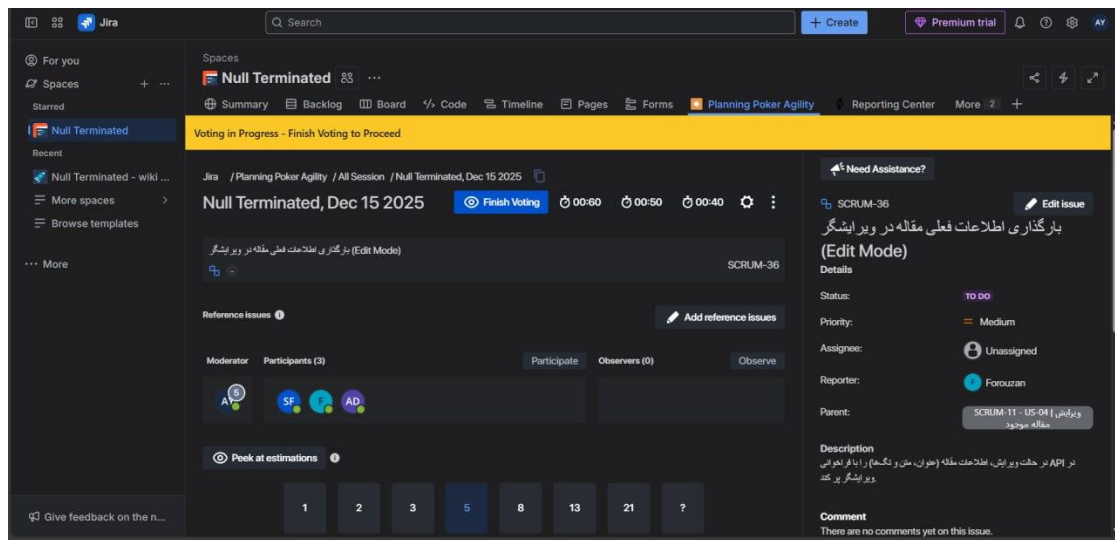 Jira
Search
+ Create
Premium trial
AY
For you
Spaces
Starred
Null Terminated
Recent
Null Terminated - wiki ...
More spaces
Browse templates
More
Give feedback on the n...
Spaces
Null Terminated
Summary Backlog Board Code Timeline Pages Forms Planning Poker Agility Reporting Center More 2
Voting in Progress - Finish Voting to Proceed
Jira / Planning Poker Agility / All Session / Null Terminated, Dec 15 2025
Null Terminated, Dec 15 2025
Finish Voting 00:60 00:50 00:40
بارگذاری اطلاعات فعلی مقاله در ویرایشگر (Edit Mode)
-
SCRUM-36
Reference issues
Add reference issues
Moderator Participants (3) Participate Observers (0) Observe
5
SF F AD
Peek at estimations
1 2 3 5 8 13 21 ?
Need Assistance?
SCRUM-36 Edit issue
بارگذاری اطلاعات فعلی مقاله در ویرایشگر
(Edit Mode)
Details
Status: TO DO
Priority: Medium
Assignee: Unassigned
Reporter: F Forouzan
Parent: SCRUM-11 - US-04 | ویرایش
مقاله موجود
Description
در API در حالت ویرایش، اطلاعات مقاله (عنوان، متن و تگ‌ها) را با فراخوانی
ویرایشگر پر کند.
Comment
There are no comments yet on this issue.